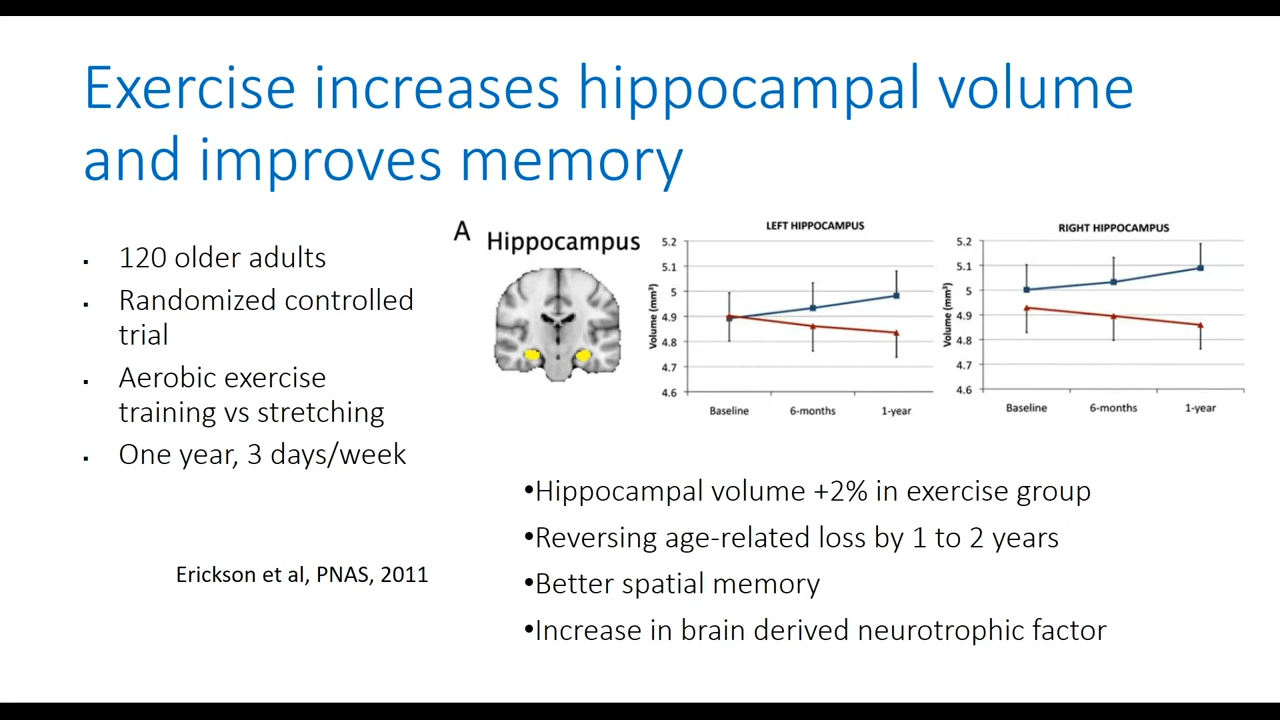 Exercise increases hippocampal volume
and improves memory
▪ 120 older adults
▪ Randomized controlled
trial
▪ Aerobic exercise
training vs stretching
▪ One year, 3 days/week
Erickson et al, PNAS, 2011
A
Hippocampus
LEFT HIPPOCAMPUS
Volume (mm³)
5.2
5.1
5
4.9
4.8
4.7
4.6
Baseline 6-months 1-year
RIGHT HIPPOCAMPUS
Volume (mm³)
5.2
5.1
5
4.9
4.8
4.7
4.6
Baseline 6-months 1-year
•Hippocampal volume +2% in exercise group
•Reversing age-related loss by 1 to 2 years
•Better spatial memory
•Increase in brain derived neurotrophic factor